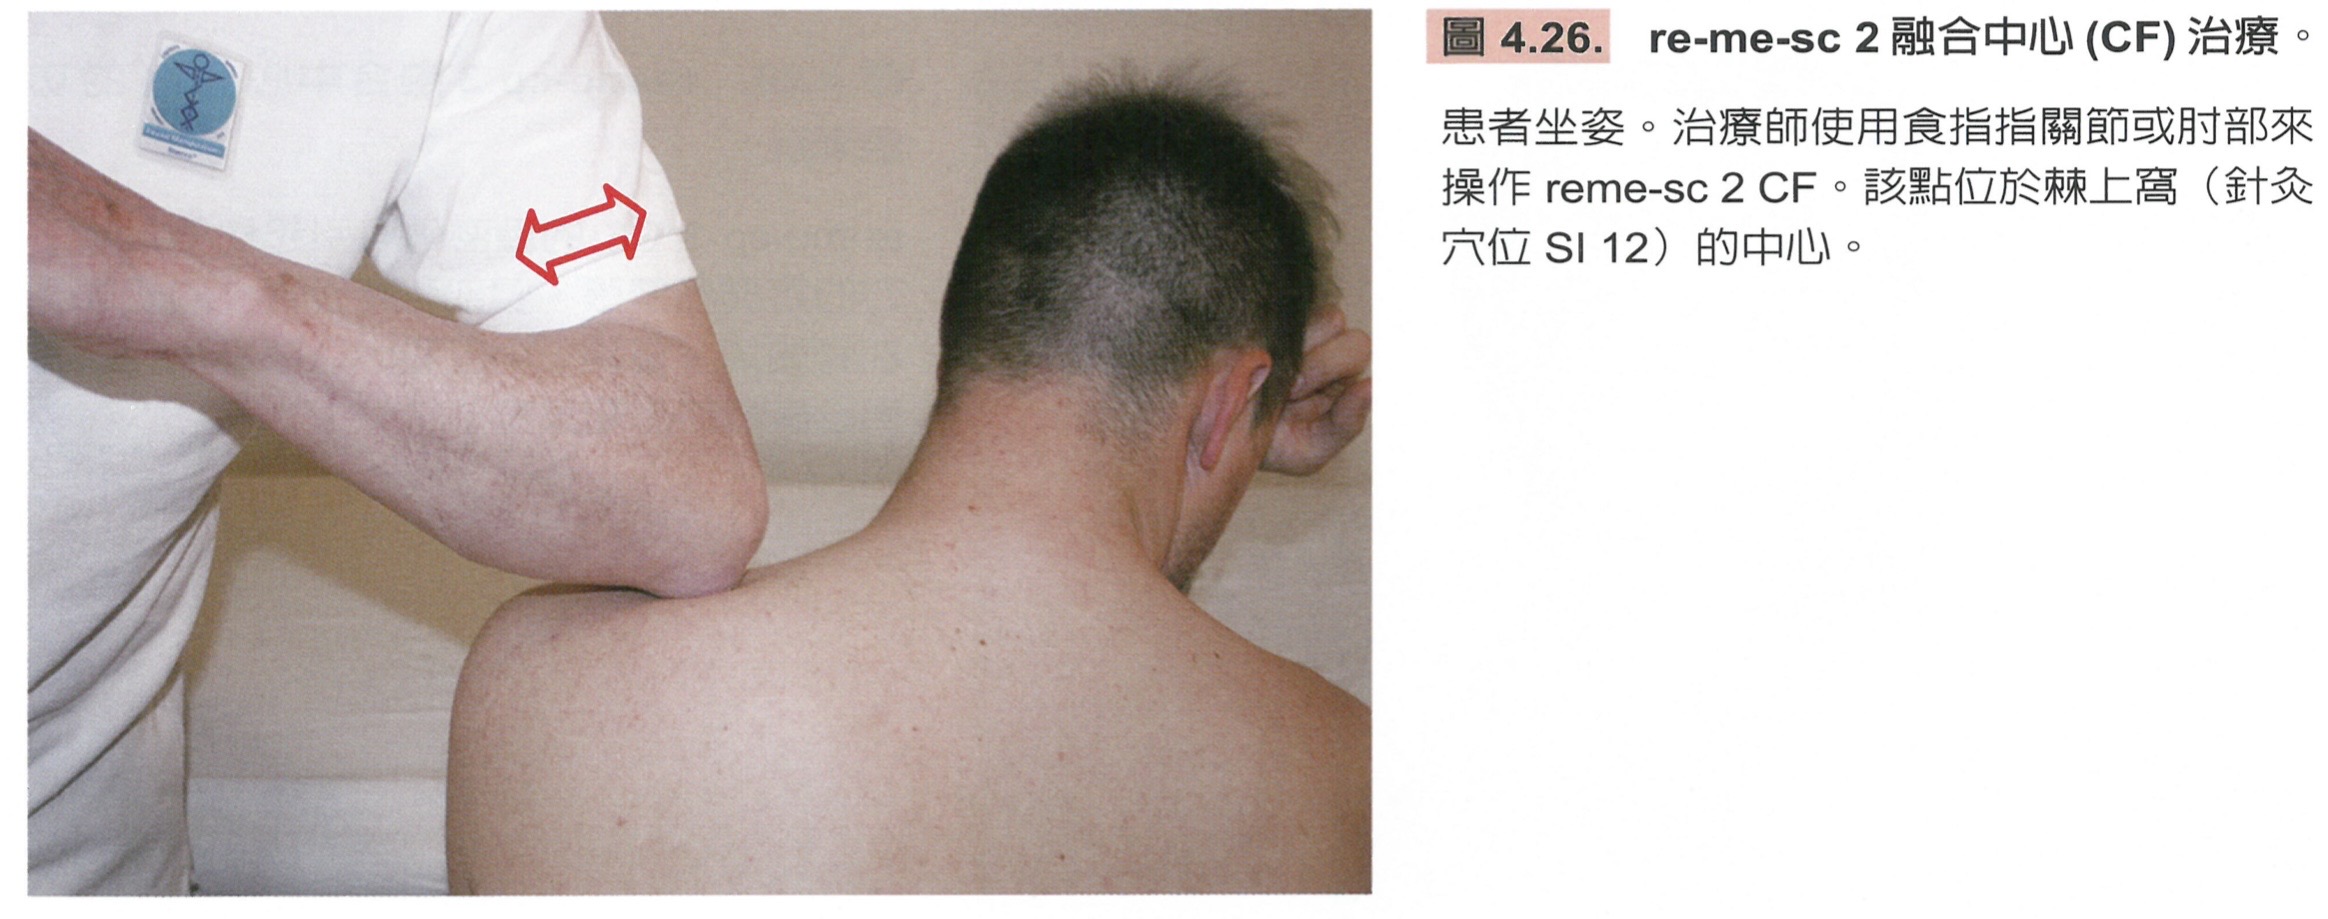 圖 4.26. re-me-sc 2 融合中心 (CF) 治療。
患者坐姿。治療師使用食指指關節或肘部來
操作 reme-sc 2 CF。該點位於棘上窩（針灸
穴位 SI 12）的中心。